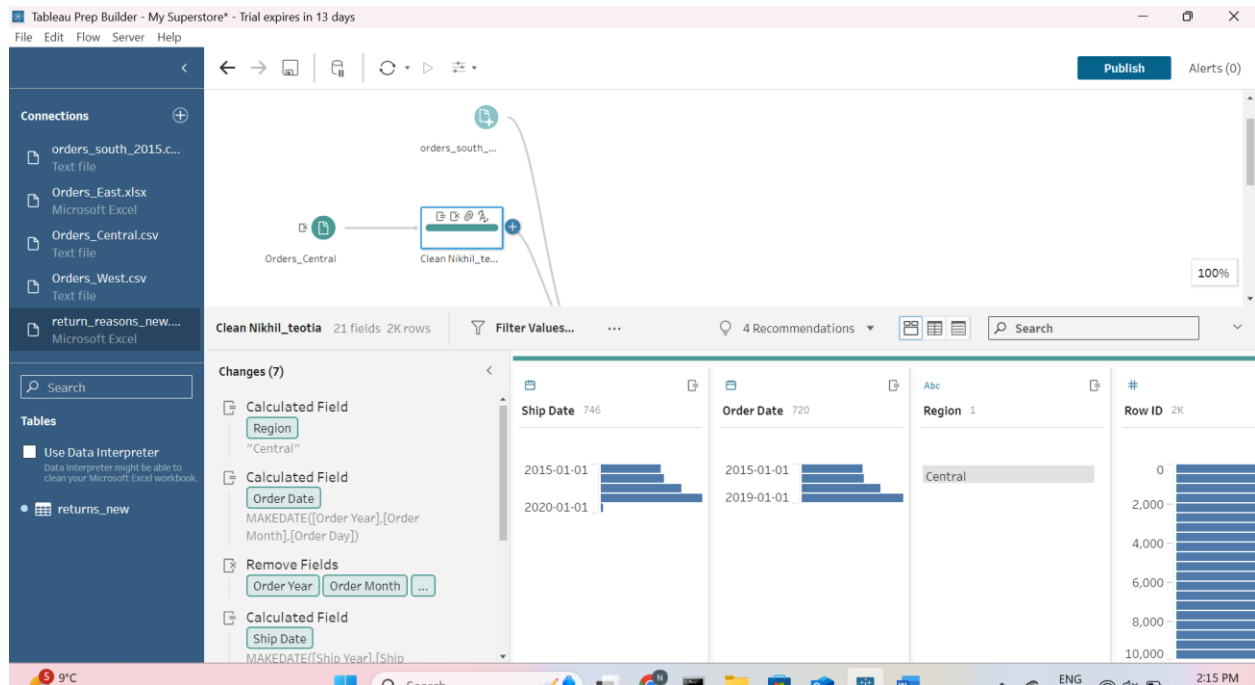 Tableau Prep Builder - My Superstore* - Trial expires in 13 days
File Edit Flow Server Help
Publish
Alerts (0)
Connections
orders_south_2015.c...
Text file
Orders_East.xlsx
Microsoft Excel
Orders_Central.csv
Text file
Orders_West.csv
Text file
return_reasons_new....
Microsoft Excel
Search
Tables
Use Data Interpreter
Data Interpreter might be able to
clean your Microsoft Excel workbook.
returns_new
orders_south_...
Orders_Central
Clean Nikhil_te...
100%
Clean Nikhil_teotia 21 fields 2K rows
Filter Values... ...
4 Recommendations
Search
Changes (7)
Calculated Field
Region
"Central"
Calculated Field
Order Date
MAKEDATE([Order Year],[Order
Month],[Order Day])
Remove Fields
Order Year Order Month ...
Calculated Field
Ship Date
MAKEDATE([Ship Year],[Ship
Ship Date 746
2015-01-01
2020-01-01
Order Date 720
2015-01-01
2019-01-01
Abc
Region 1
Central
#
Row ID 2K
0
2,000
4,000
6,000
8,000
10,000
5
9°C
Search
N
ENG
2:15 PM